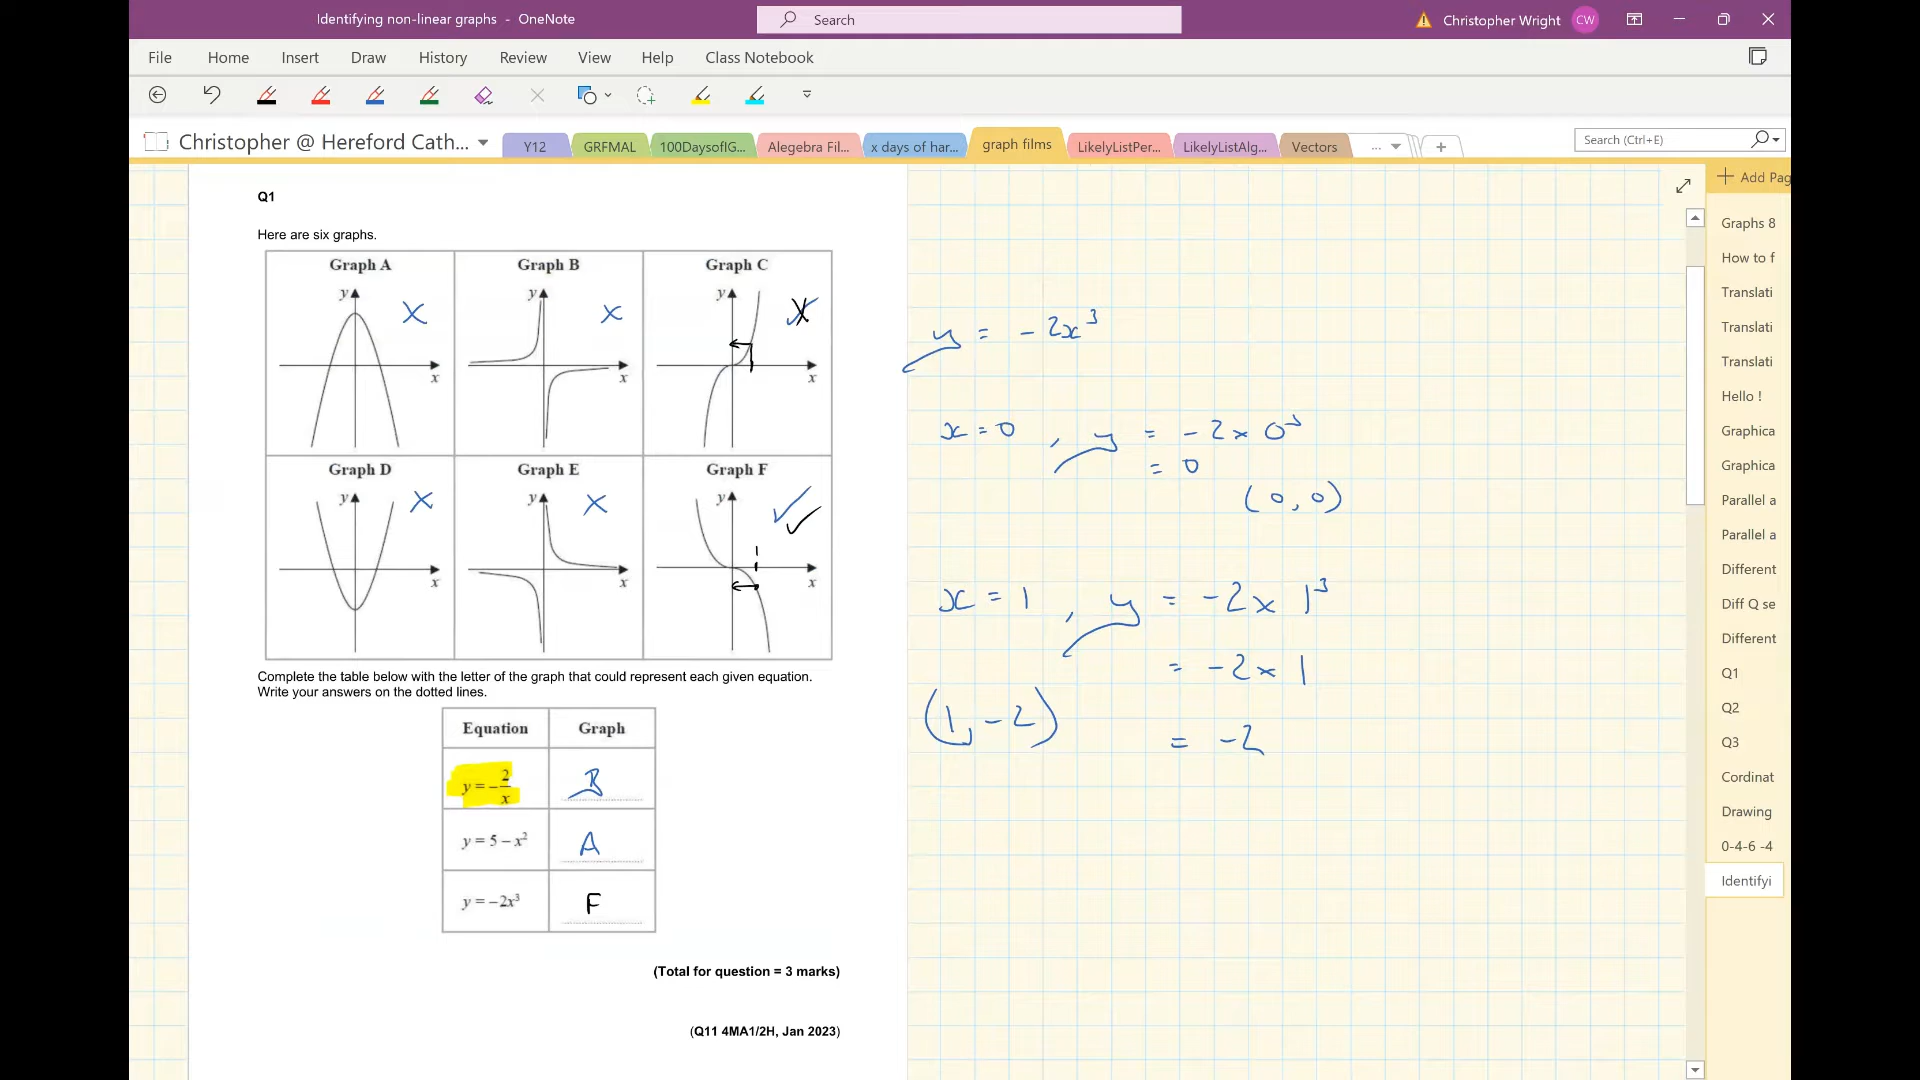 Identifying non-linear graphs - OneNote
Search
Christopher Wright CW
File Home Insert Draw History Review View Help Class Notebook
Christopher @ Hereford Cath...
Y12 GRFMAL 100DaysofIG... Alegebra Fil... x days of har... graph films LikelyListPer... LikelyListAlg... Vectors ...
Search (Ctrl+E)
Add Pag
Graphs 8
How to f
Translati
Translati
Translati
Hello !
Graphica
Graphica
Parallel a
Parallel a
Different
Diff Q se
Different
Q1
Q2
Q3
Cordinat
Drawing
0-4-6 -4
Identifyi
Q1
Here are six graphs.
Graph A Graph B Graph C
y y y
x x x
Graph D Graph E Graph F
y y y
x x x
Complete the table below with the letter of the graph that could represent each given equation.
Write your answers on the dotted lines.
Equation Graph
y = -2/x B
y = 5 – x² A
y = –2x³ F
(Total for question = 3 marks)
(Q11 4MA1/2H, Jan 2023)
y = -2x³
x = 0 , y = -2 × 0³
= 0
(0, 0)
x = 1 , y = -2 × 1³
= -2 × 1
(1, -2)
= -2